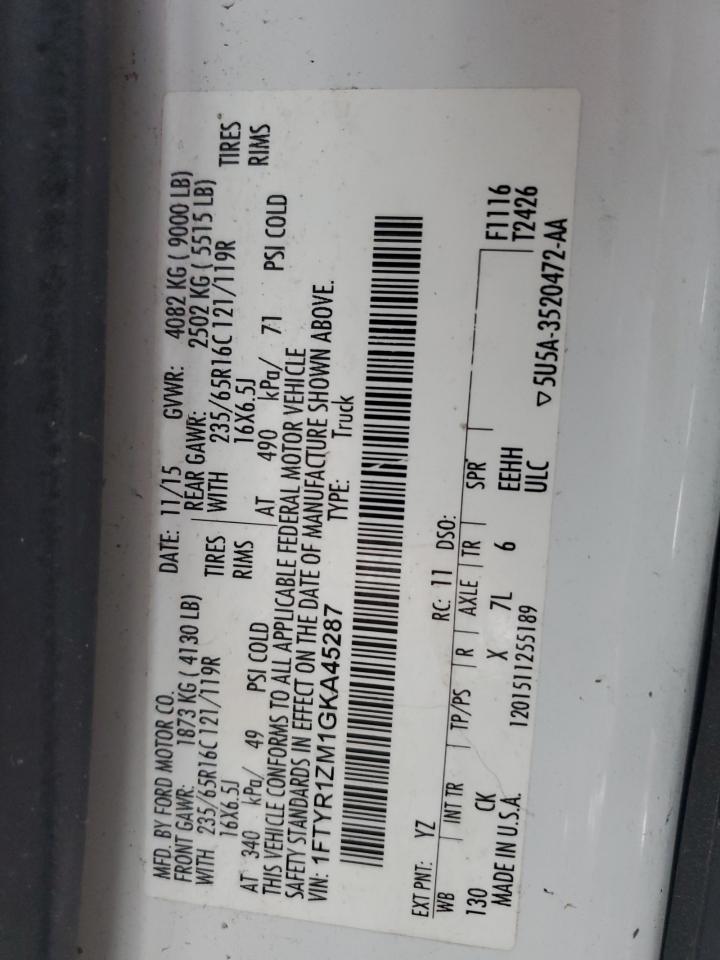 MFD. BY FORD MOTOR CO.
DATE: 11/15 GVWR: 4082 KG ( 9000 LB)
FRONT GAWR: 1873 KG ( 4130 LB) REAR GAWR: 2502 KG ( 5515 LB)
WITH 235/65R16C 121/119R TIRES WITH 235/65R16C 121/119R TIRES
16X6.5J RIMS 16X6.5J RIMS
AT 340 kPa/ 49 PSI COLD AT 490 kPa/ 71 PSI COLD
THIS VEHICLE CONFORMS TO ALL APPLICABLE FEDERAL MOTOR VEHICLE
SAFETY STANDARDS IN EFFECT ON THE DATE OF MANUFACTURE SHOWN ABOVE.
VIN: 1FTYR1ZM1GKA45287 TYPE: Truck
EXT PNT: YZ RC: 11 DSO:
WB INT TR TP/PS R AXLE TR SPR F1116
T2426
130 CK X 7L 6 EEHH
MADE IN U.S.A. 1201511255189 ULC ▽5U5A-3520472-AA